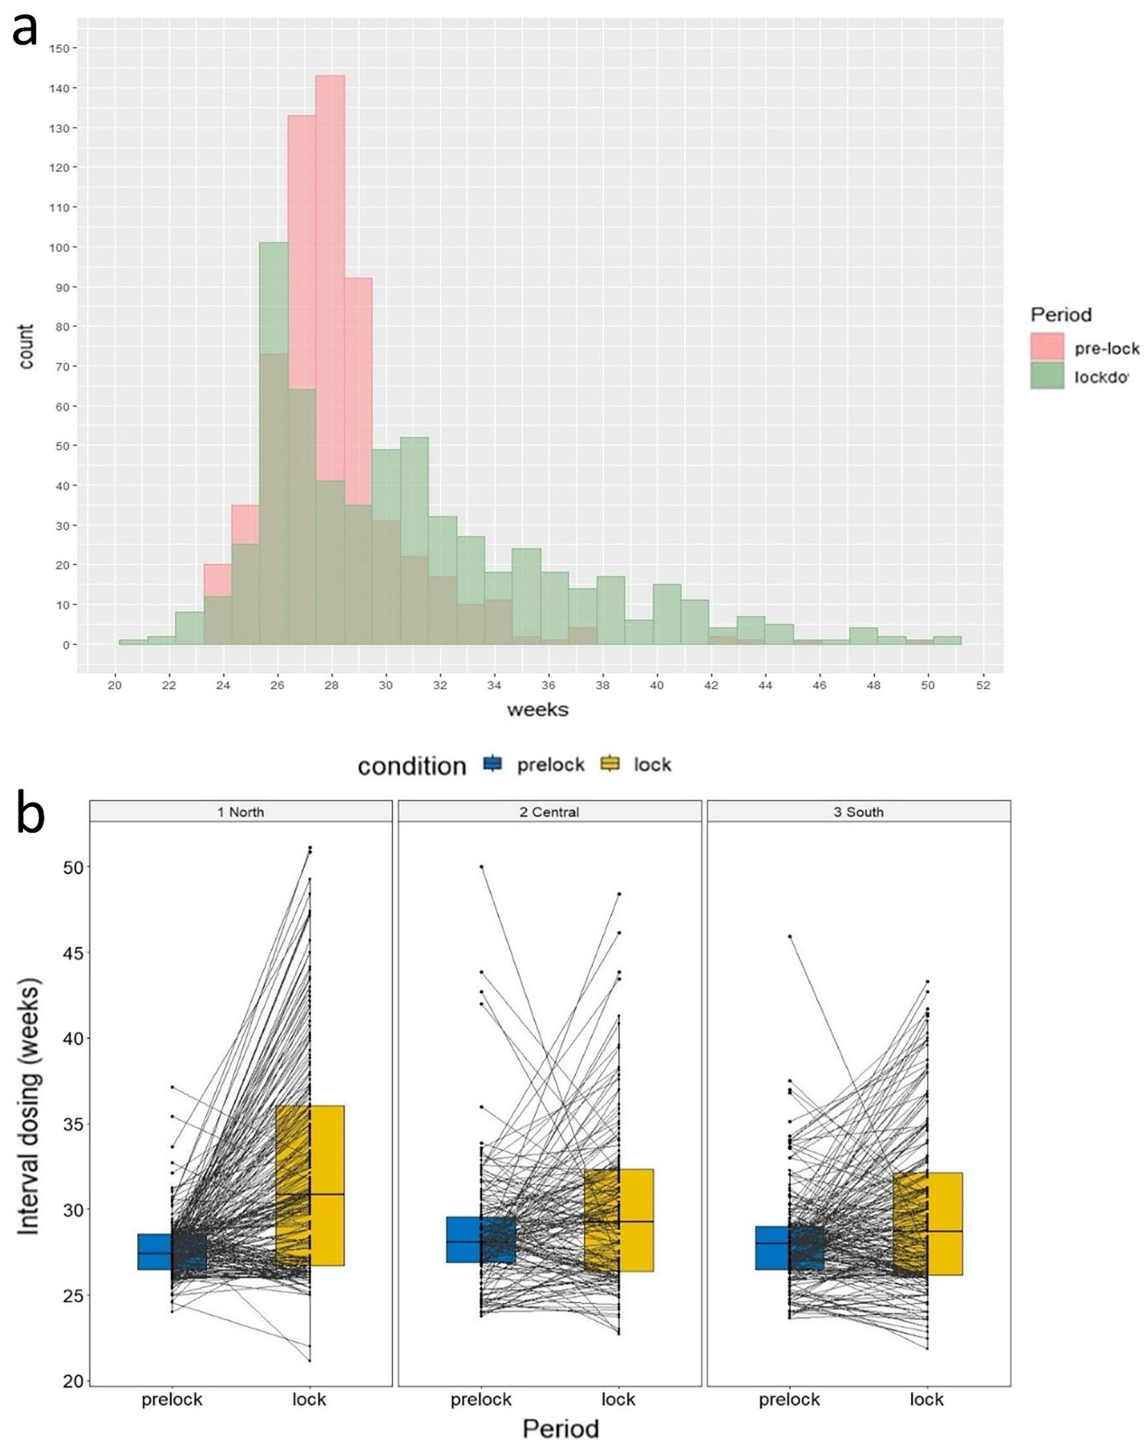 a
150
140
130
120
110
100
90
80
70
60
50
40
30
20
10
0
count
20 22 24 26 28 30 32 34 36 38 40 42 44 46 48 50 52
weeks
Period
pre-lock
lockdo
condition prelock lock
b
1 North 2 Central 3 South
50
45
40
35
30
25
20
Interval dosing (weeks)
prelock lock prelock lock prelock lock
Period